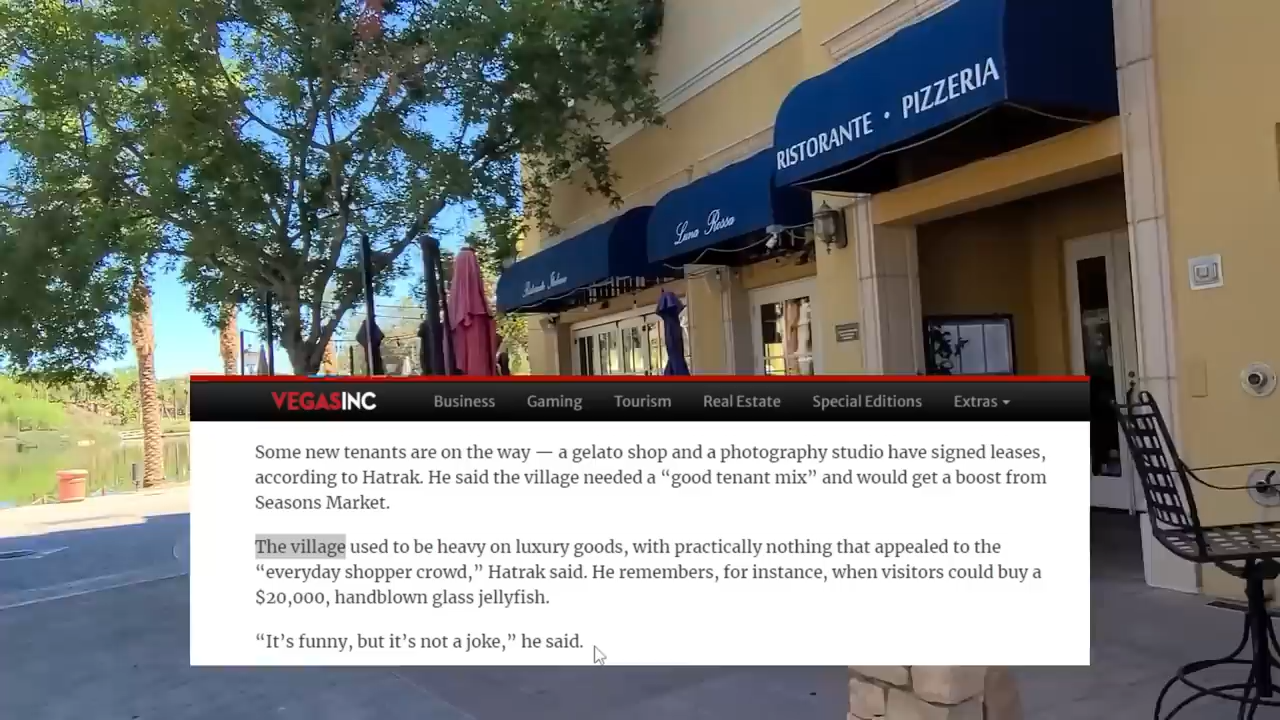 RISTORANTE • PIZZERIA
Luna Rossa
Ristorante Italiano
VEGASINC Business Gaming Tourism Real Estate Special Editions Extras
Some new tenants are on the way — a gelato shop and a photography studio have signed leases,
according to Hatrak. He said the village needed a “good tenant mix” and would get a boost from
Seasons Market.
The village used to be heavy on luxury goods, with practically nothing that appealed to the
“everyday shopper crowd,” Hatrak said. He remembers, for instance, when visitors could buy a
$20,000, handblown glass jellyfish.
“It’s funny, but it’s not a joke,” he said.